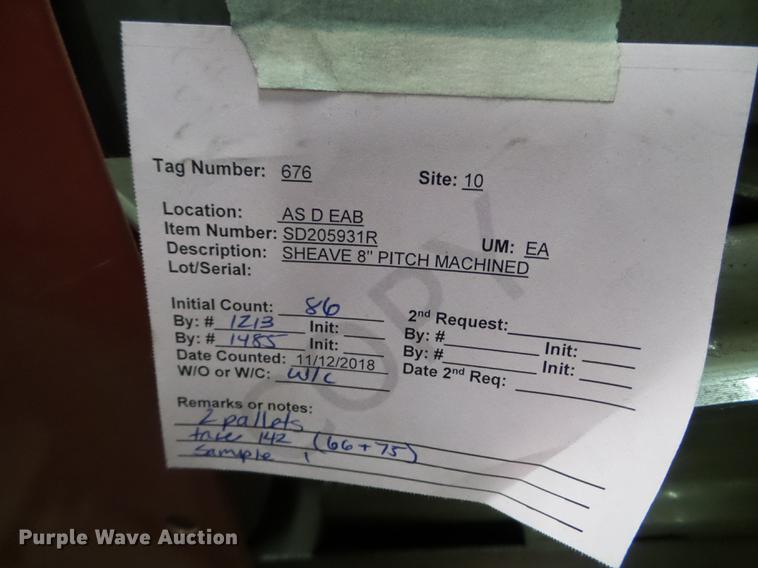 Tag Number: 676 Site: 10
Location: AS D EAB
Item Number: SD205931R UM: EA
Description: SHEAVE 8" PITCH MACHINED
Lot/Serial:
COPY
Initial Count: 86 2nd Request:
By: # 1213 Init: By: # Init:
By: # 1485 Init: By: # Init:
Date Counted: 11/12/2018 Date 2nd Req:
W/O or W/C: W/C
Remarks or notes:
2 pallets
tare 142 (66+75)
sample 1
Purple Wave Auction®